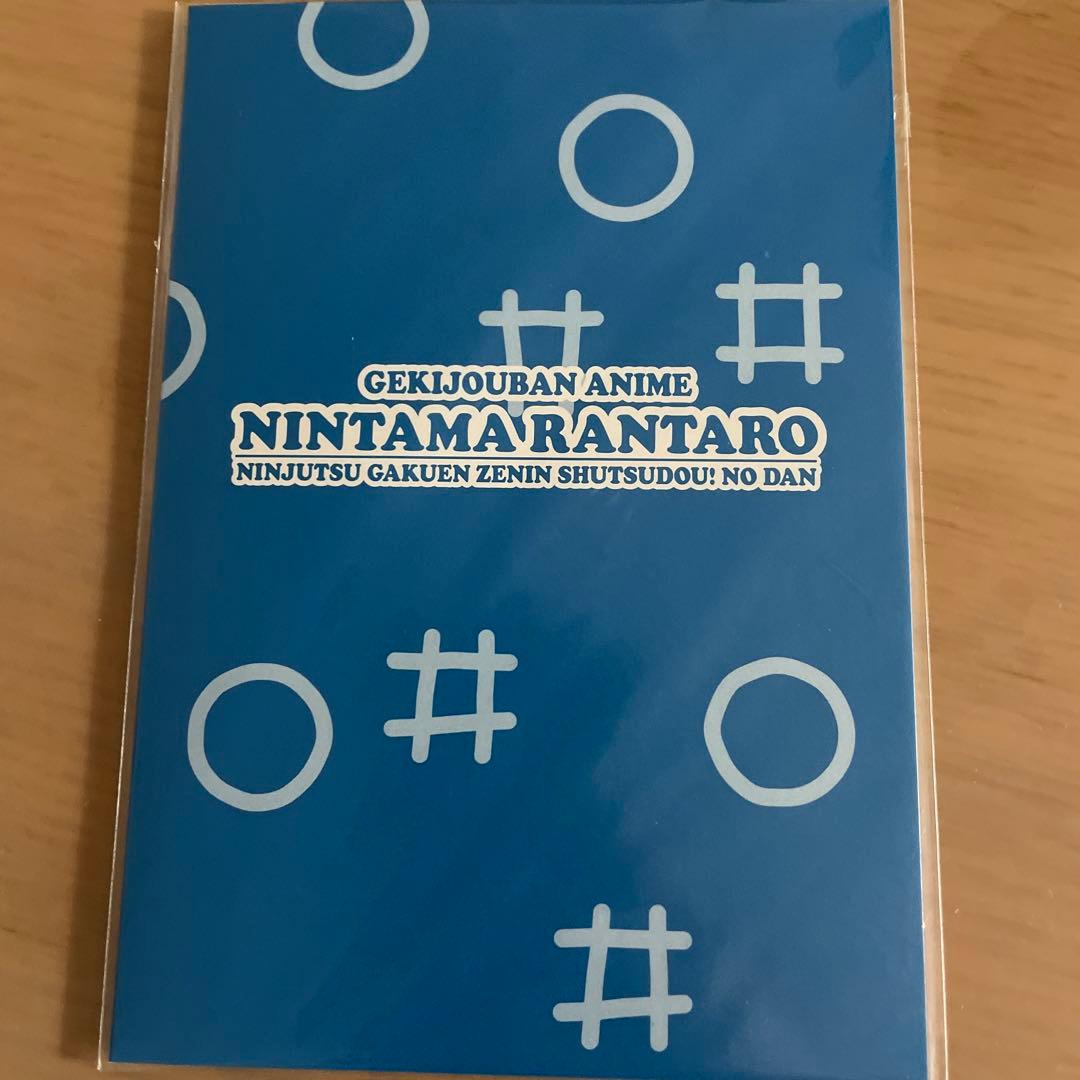 GEKIJOUBAN ANIME
NINTAMA RANTARO
NINJUTSU GAKUEN ZENIN SHUTSUDOU! NO DAN